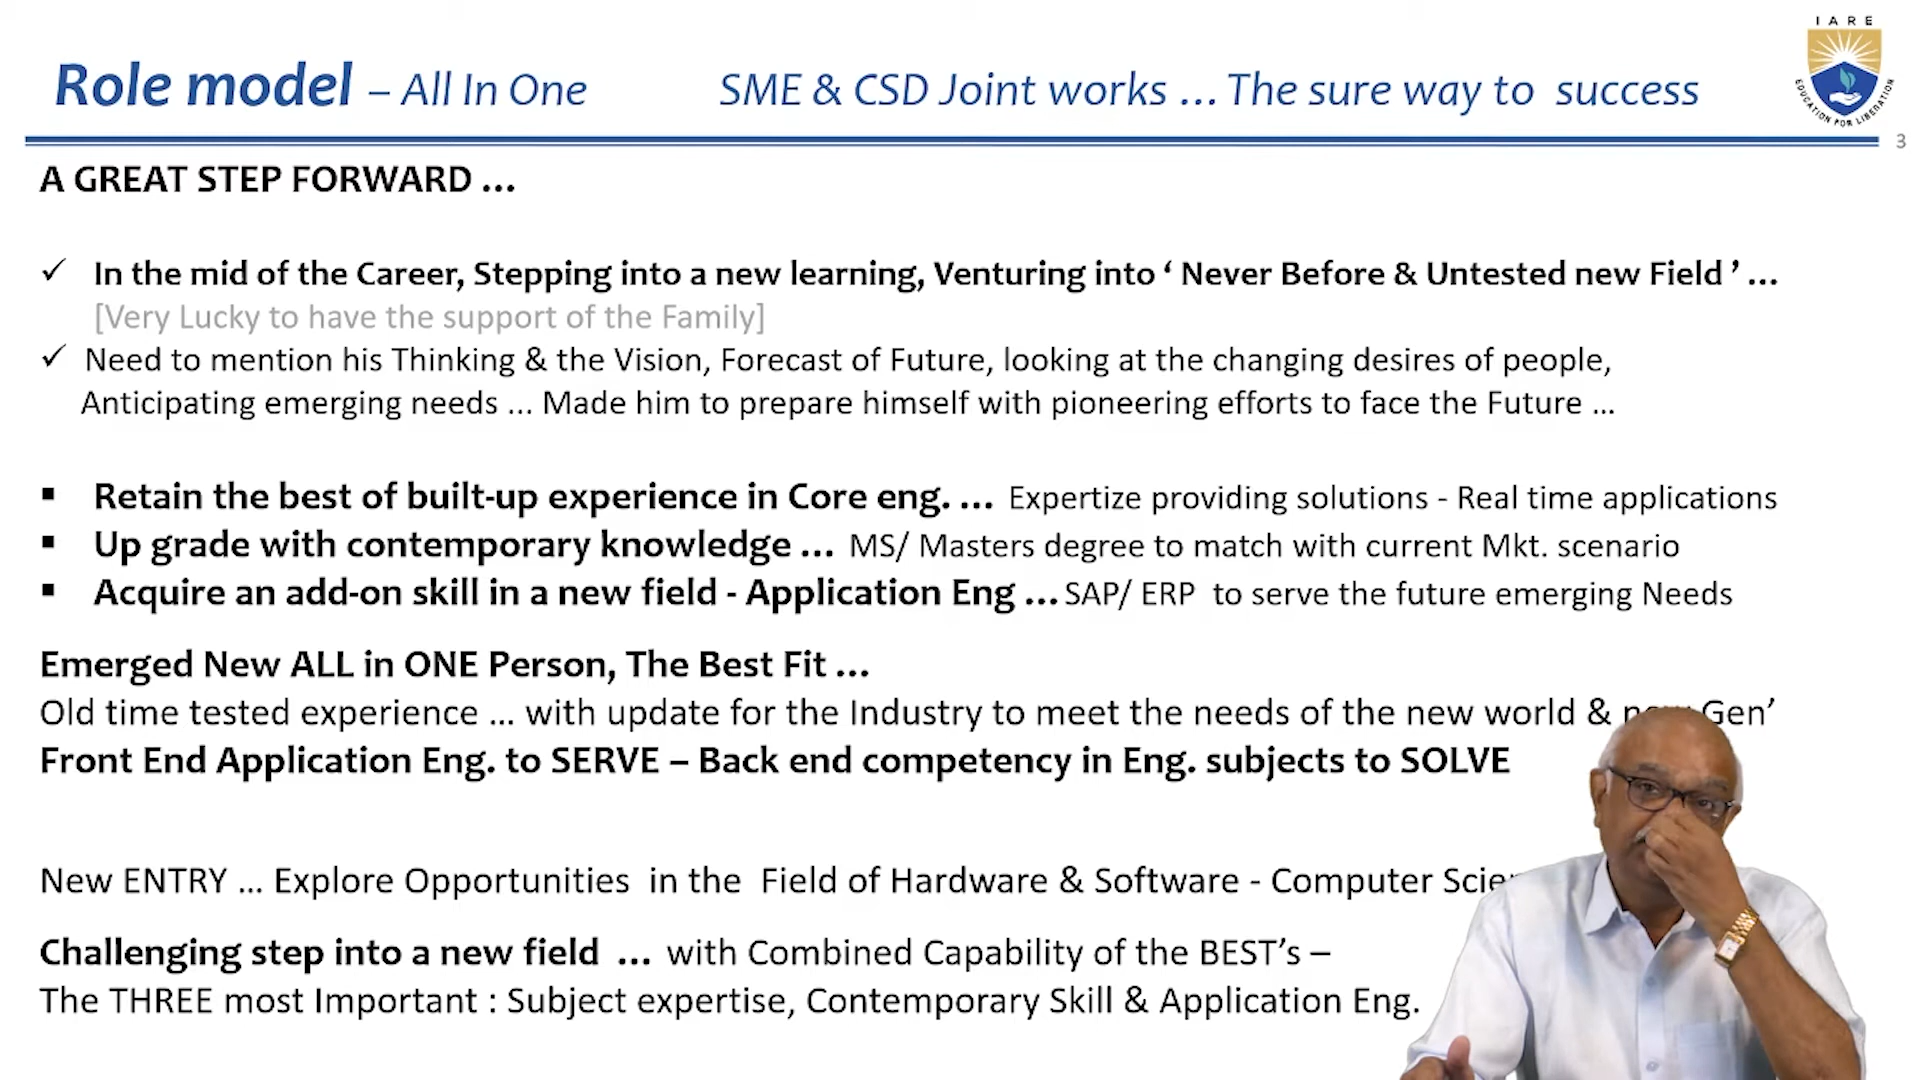 IARE
EDUCATION FOR LIBERATION
Role model – All In One SME & CSD Joint works ... The sure way to success
3
A GREAT STEP FORWARD ...
✓ In the mid of the Career, Stepping into a new learning, Venturing into ‘ Never Before & Untested new Field ’ ...
[Very Lucky to have the support of the Family]
✓ Need to mention his Thinking & the Vision, Forecast of Future, looking at the changing desires of people,
Anticipating emerging needs ... Made him to prepare himself with pioneering efforts to face the Future ...
▪ Retain the best of built-up experience in Core eng. ... Expertize providing solutions - Real time applications
▪ Up grade with contemporary knowledge ... MS/ Masters degree to match with current Mkt. scenario
▪ Acquire an add-on skill in a new field - Application Eng ... SAP/ ERP to serve the future emerging Needs
Emerged New ALL in ONE Person, The Best Fit ...
Old time tested experience ... with update for the Industry to meet the needs of the new world & Gen’
Front End Application Eng. to SERVE – Back end competency in Eng. subjects to SOLVE
New ENTRY ... Explore Opportunities in the Field of Hardware & Software - Computer
Challenging step into a new field ... with Combined Capability of the BEST’s –
The THREE most Important : Subject expertise, Contemporary Skill & Application Eng.